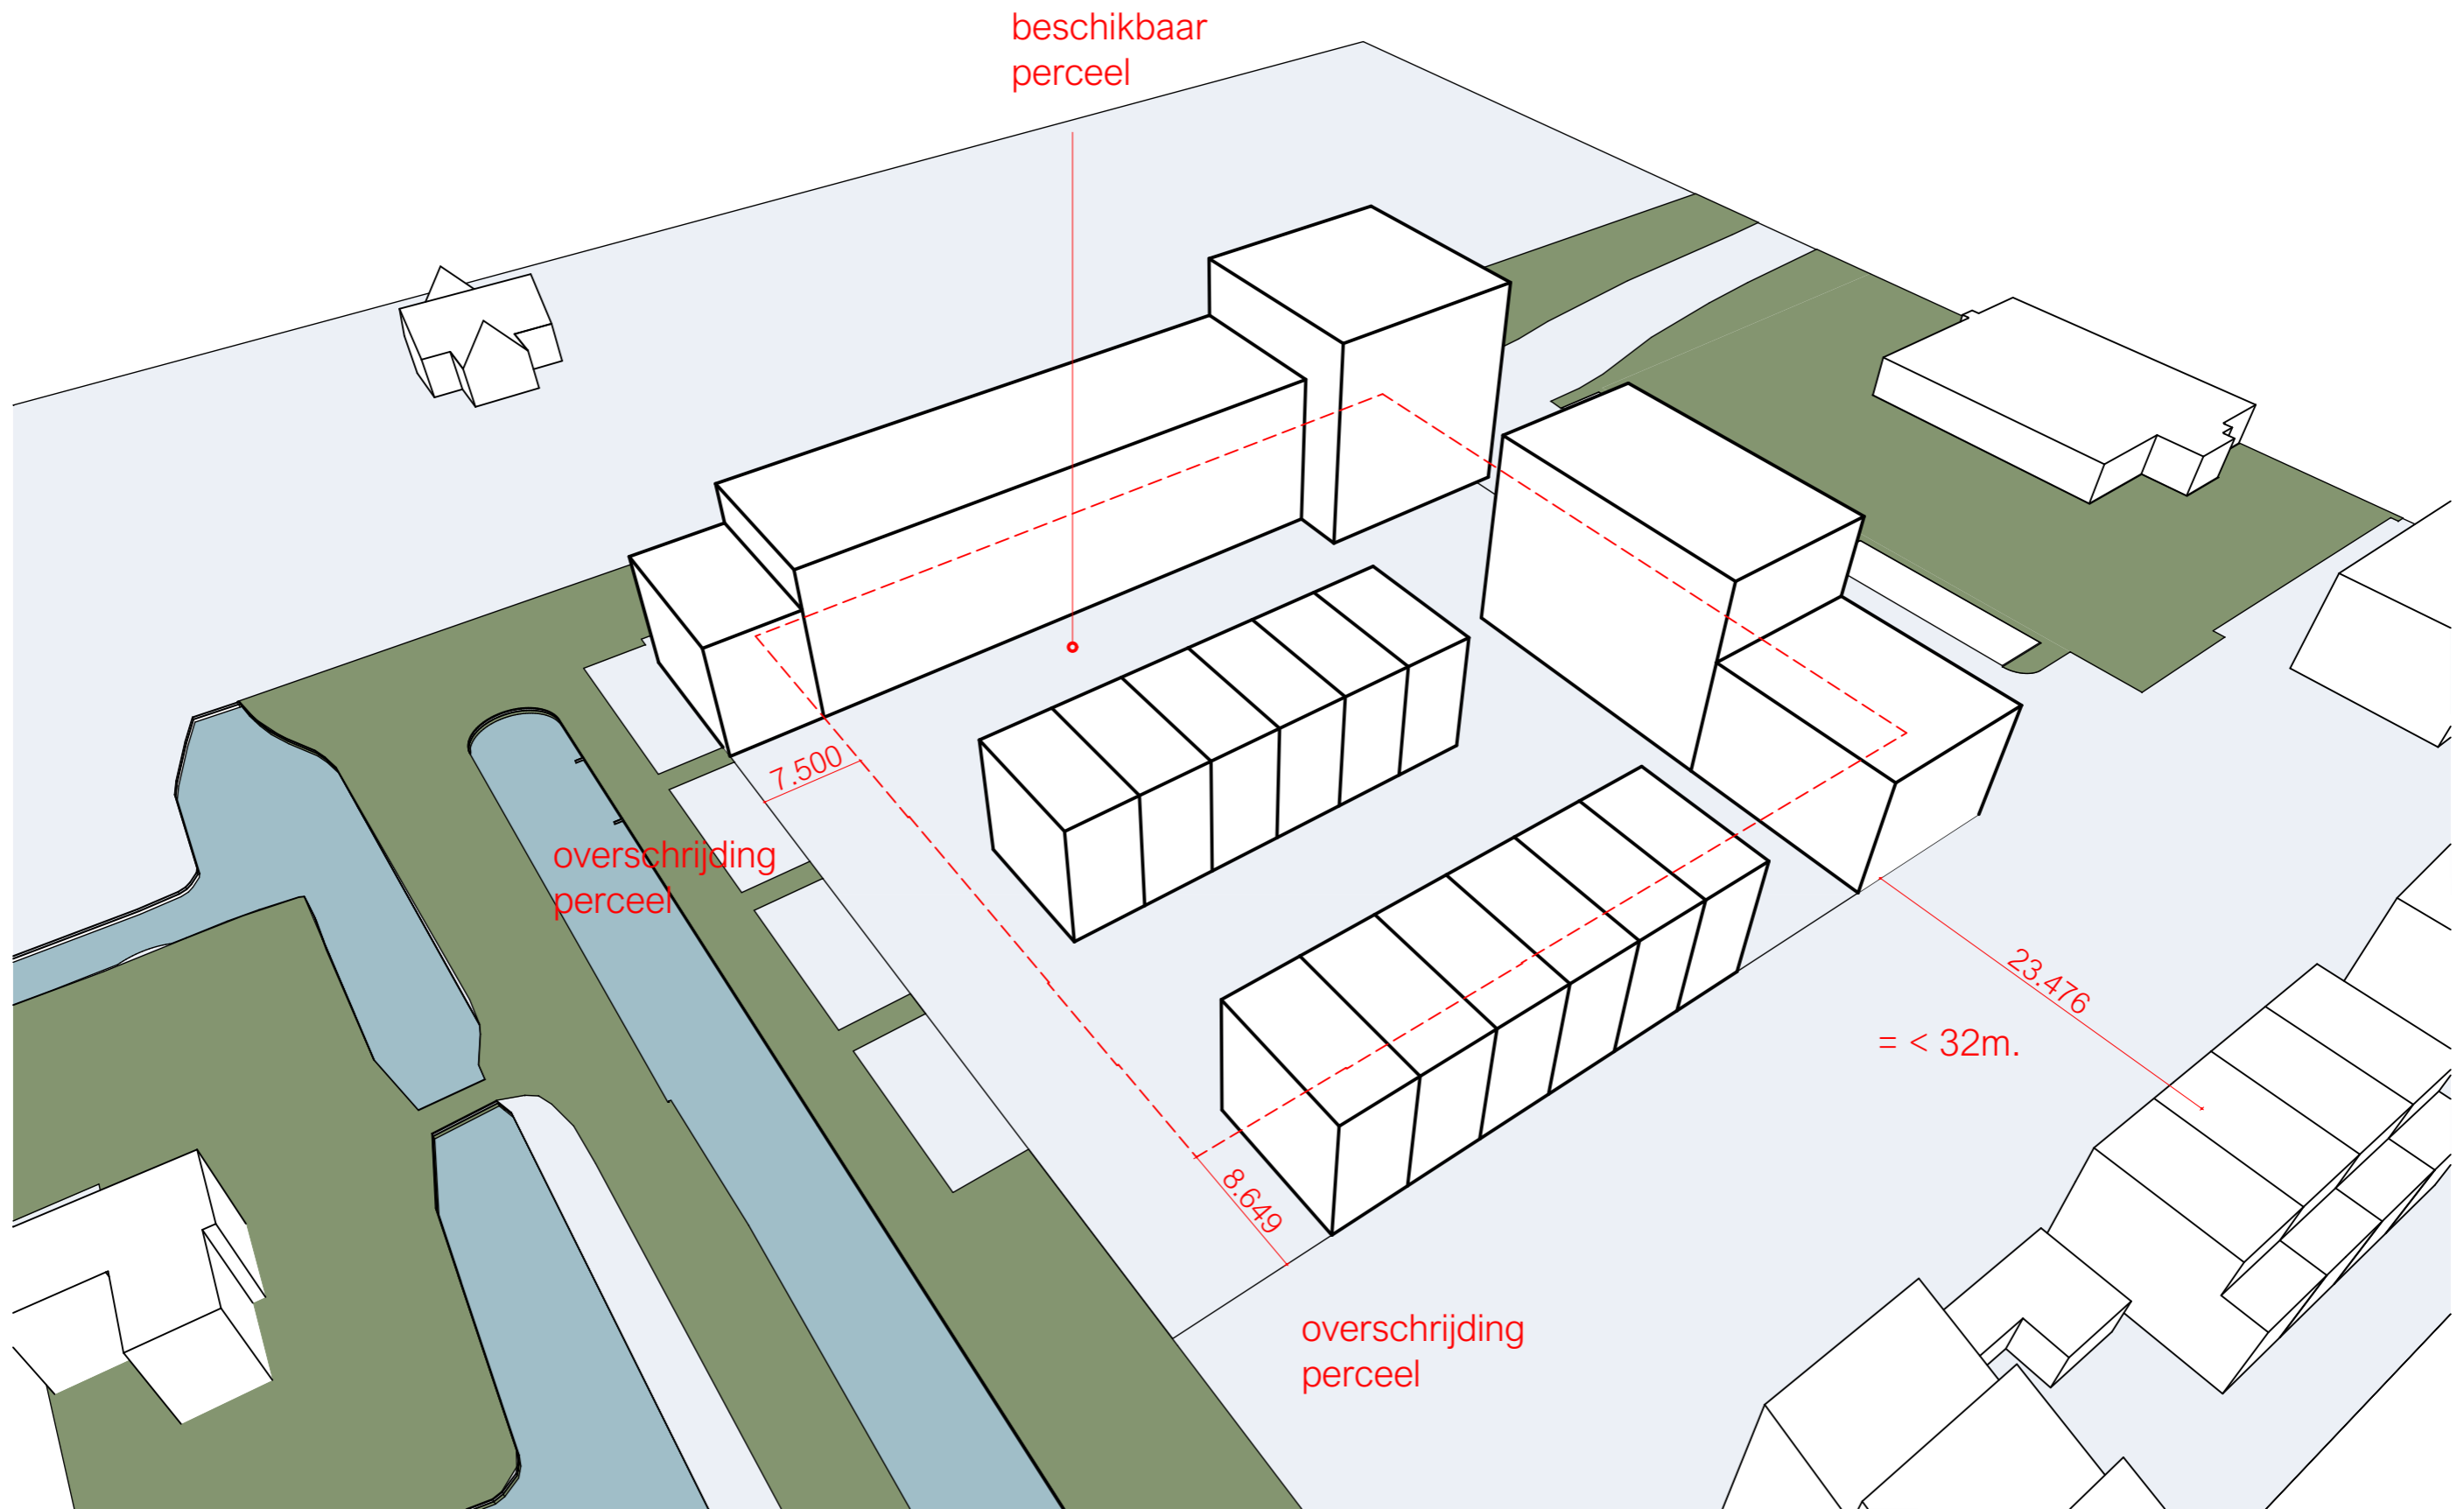 beschikbaar
perceel
7.500
overschrijding
perceel
23.476
= < 32m.
8.649
overschrijding
perceel